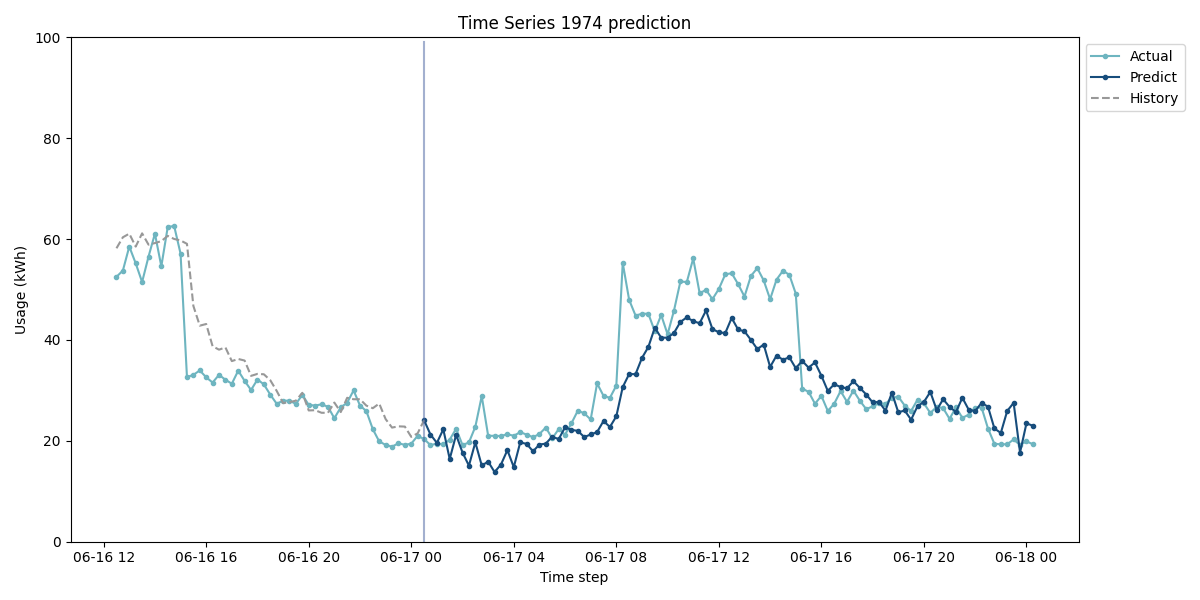 Time Series 1974 prediction
Usage (kWh)
100
80
60
40
20
0
06-16 12
06-16 16
06-16 20
06-17 00
06-17 04
06-17 08
06-17 12
06-17 16
06-17 20
06-18 00
Time step
Actual
Predict
History